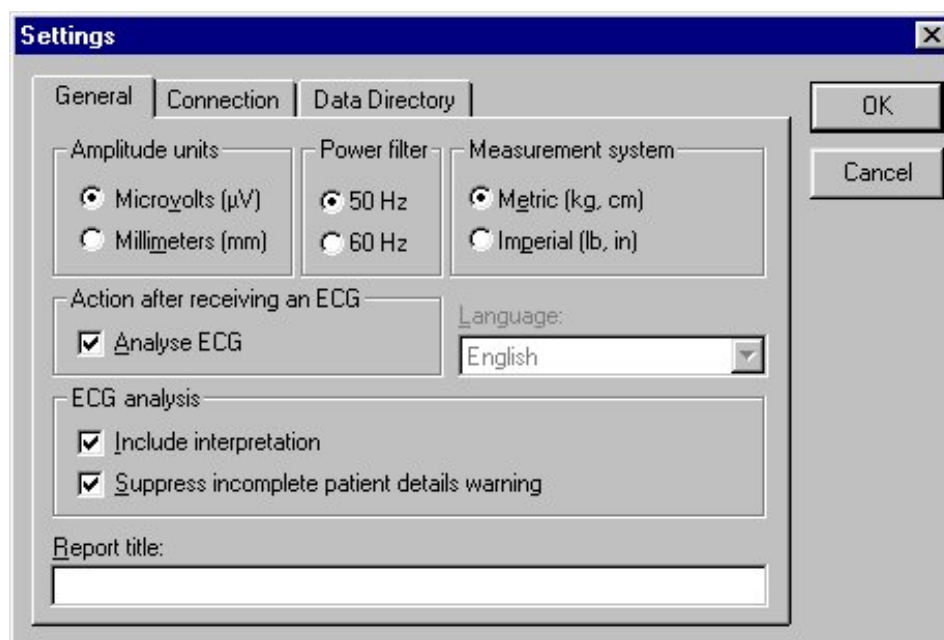 Settings
General Connection Data Directory
OK
Cancel
Amplitude units
Microvolts (µV)
Millimeters (mm)
Power filter
50 Hz
60 Hz
Measurement system
Metric (kg, cm)
Imperial (lb, in)
Action after receiving an ECG
Analyse ECG
Language:
English
ECG analysis
Include interpretation
Suppress incomplete patient details warning
Report title: